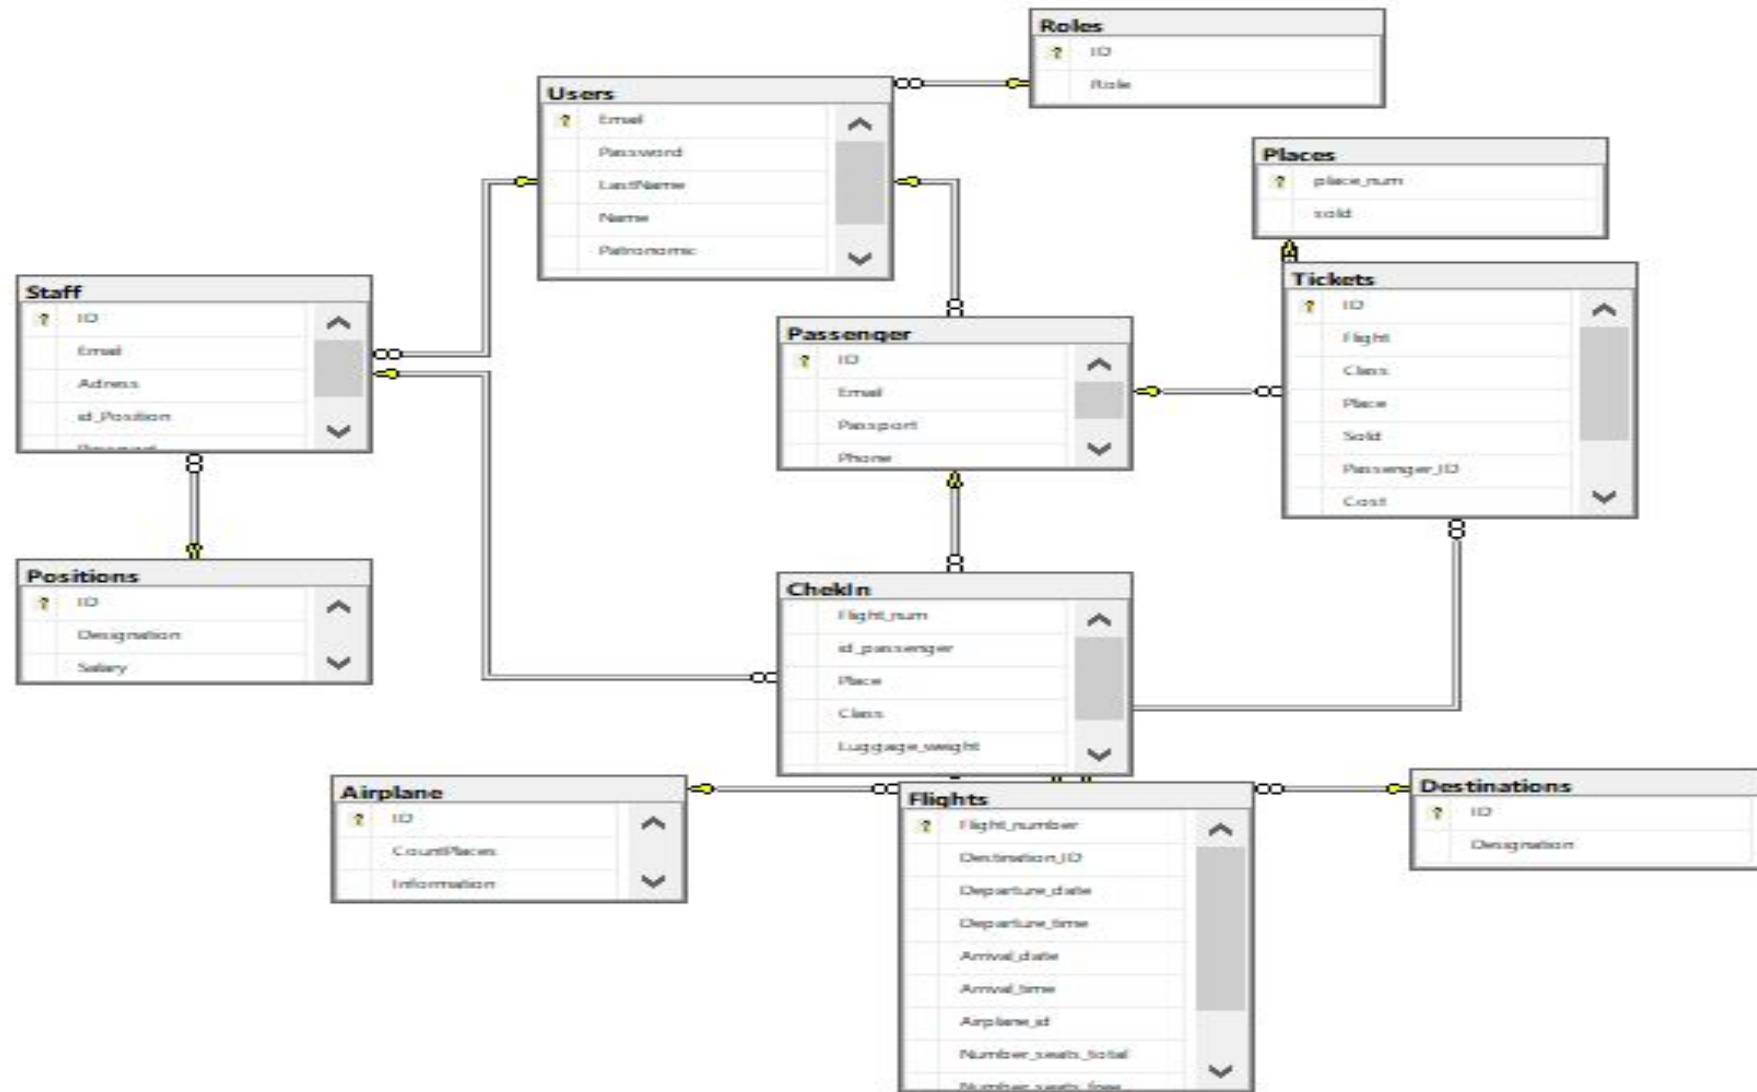 Roles
ID
Role
Users
Email
Password
LastName
Name
Patronomic
Places
place_num
sold
Staff
ID
Email
Adress
id_Position
Passenger
ID
Email
Passport
Phone
Tickets
ID
Flight
Class
Place
Sold
Passenger_ID
Cost
Positions
ID
Designation
Salary
ChekIn
Flight_num
id_passenger
Place
Class
Luggage_weight
Airplane
ID
CountPlaces
Information
Flights
Flight_number
Destination_ID
Departure_date
Departure_time
Arrival_date
Arrival_time
Airplane_id
Number_seats_total
Number_seats_free
Destinations
ID
Designation